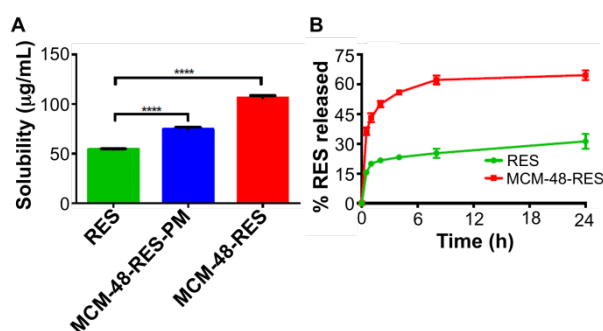 A
Solubility (µg/mL)
150
100
50
0
****
****
RES
MCM-48-RES-PM
MCM-48-RES
B
% RES released
75
60
45
30
15
0
0
6
12
18
24
Time (h)
RES
MCM-48-RES